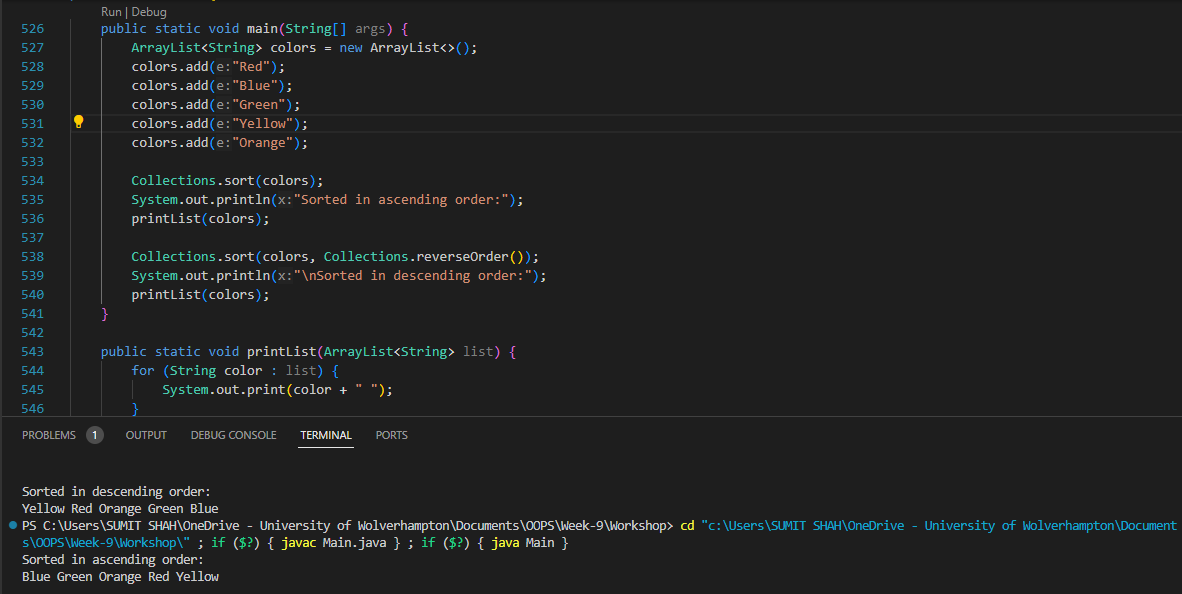 Run | Debug
526 public static void main(String[] args) {
527 ArrayList<String> colors = new ArrayList<>();
528 colors.add(e:"Red");
529 colors.add(e:"Blue");
530 colors.add(e:"Green");
531 colors.add(e:"Yellow");
532 colors.add(e:"Orange");
533
534 Collections.sort(colors);
535 System.out.println(x:"Sorted in ascending order:");
536 printList(colors);
537
538 Collections.sort(colors, Collections.reverseOrder());
539 System.out.println(x:"\nSorted in descending order:");
540 printList(colors);
541 }
542
543 public static void printList(ArrayList<String> list) {
544 for (String color : list) {
545 System.out.print(color + " ");
546 }
PROBLEMS 1 OUTPUT DEBUG CONSOLE TERMINAL PORTS
Sorted in descending order:
Yellow Red Orange Green Blue
PS C:\Users\SUMIT SHAH\OneDrive - University of Wolverhampton\Documents\OOPS\Week-9\Workshop> cd "c:\Users\SUMIT SHAH\OneDrive - University of Wolverhampton\Document
s\OOPS\Week-9\Workshop\" ; if ($?) { javac Main.java } ; if ($?) { java Main }
Sorted in ascending order:
Blue Green Orange Red Yellow